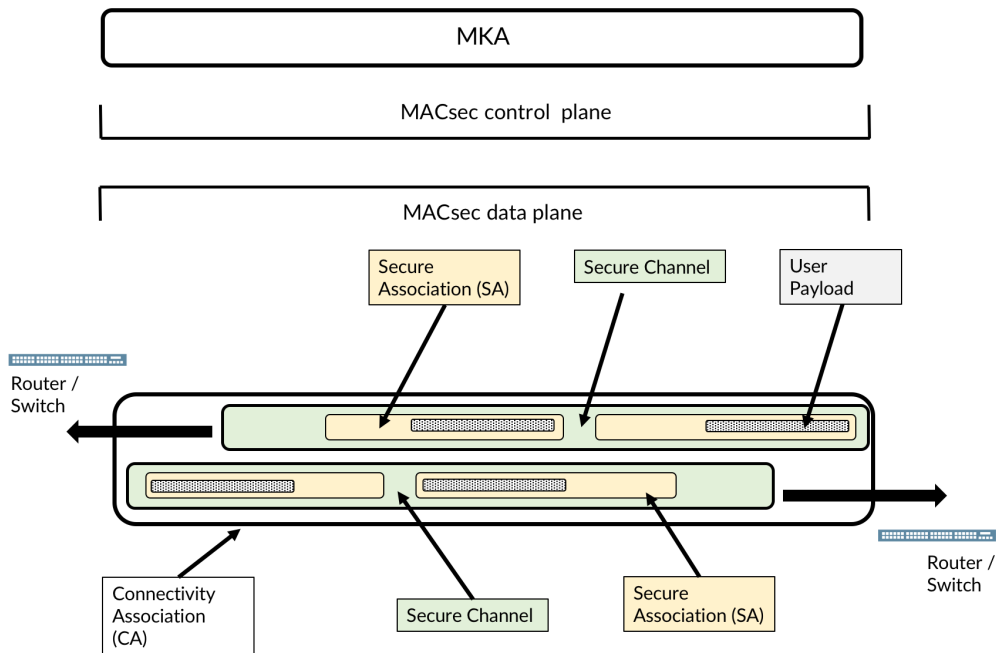 MKA
MACsec control plane
MACsec data plane
Secure
Association (SA)
Secure Channel
User
Payload
Router /
Switch
Router /
Switch
Connectivity
Association
(CA)
Secure Channel
Secure
Association (SA)